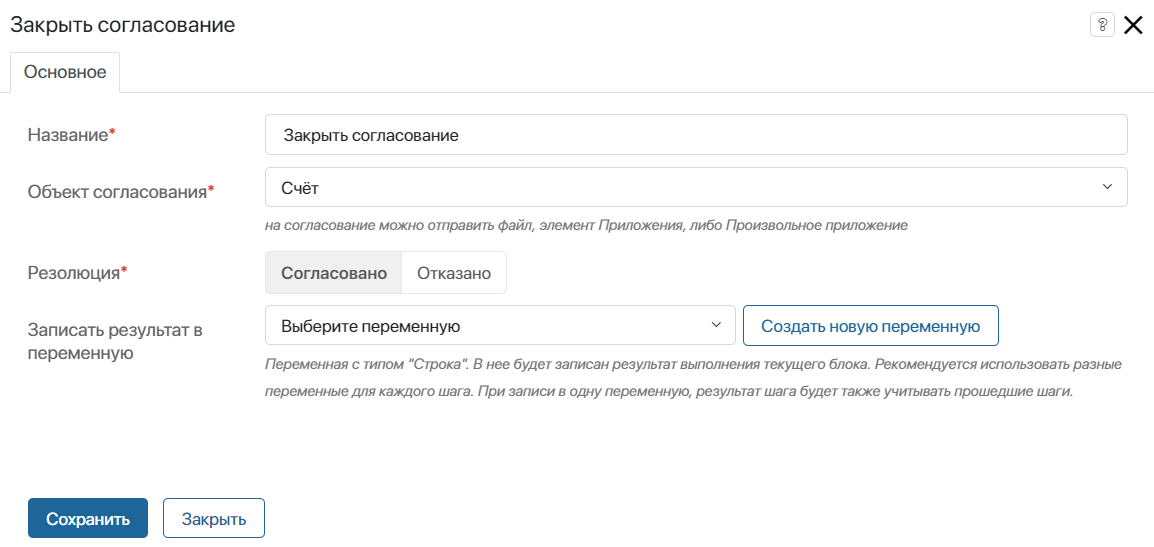 Закрыть согласование
?
Основное
Название*
Закрыть согласование
Объект согласования*
Счёт
на согласование можно отправить файл, элемент Приложения, либо Произвольное приложение
Резолюция*
Согласовано
Отказано
Записать результат в
переменную
Выберите переменную
Создать новую переменную
Переменная с типом "Строка". В нее будет записан результат выполнения текущего блока. Рекомендуется использовать разные
переменные для каждого шага. При записи в одну переменную, результат шага будет также учитывать прошедшие шаги.
Сохранить
Закрыть